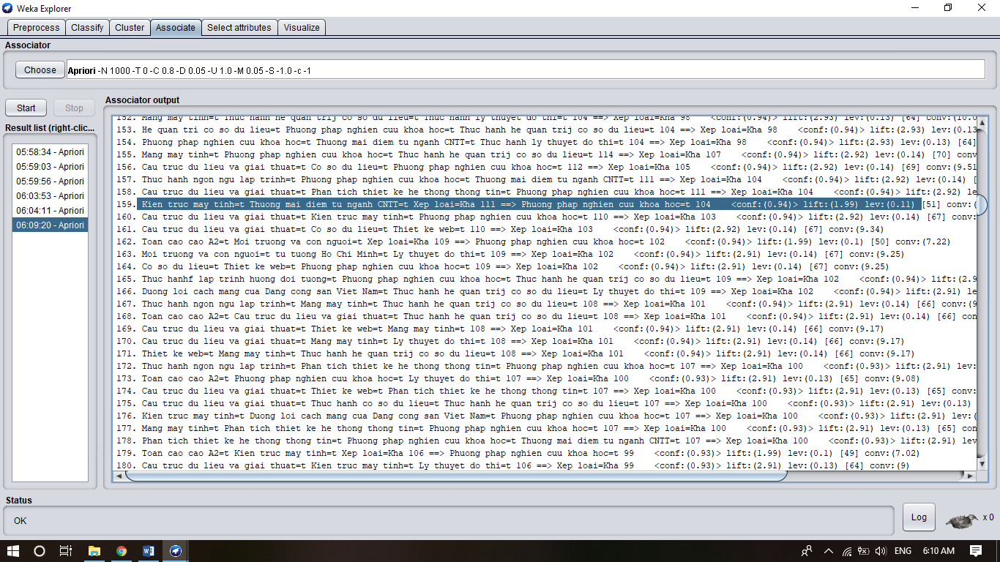 Weka Explorer
Preprocess Classify Cluster Associate Select attributes Visualize
Associator
Choose Apriori -N 1000 -T 0 -C 0.8 -D 0.05 -U 1.0 -M 0.05 -S -1.0 -c -1
Start Stop
Result list (right-clic...
05:58:34 - Apriori
05:59:03 - Apriori
05:59:56 - Apriori
06:03:53 - Apriori
06:04:11 - Apriori
06:09:20 - Apriori
Associator output
152. Mang may tinh=t Thuc hanh he quan trij co so du lieu=t Thuc hanh ly thuyet do thi=t 104 ==> Xep loai=Kha 98 <conf:(0.94)> lift:(2.93) lev:(0.13) [64] conv:(10.0
153. He quan tri co so du lieu=t Phuong phap nghien cuu khoa hoc=t Thuc hanh he quan trij co so du lieu=t 104 ==> Xep loai=Kha 98 <conf:(0.94)> lift:(2.93) lev:(0.13
154. Phuong phap nghien cuu khoa hoc=t Thuong mai diem tu nganh CNTT=t Thuc hanh ly thuyet do thi=t 104 ==> Xep loai=Kha 98 <conf:(0.94)> lift:(2.93) lev:(0.13) [64]
155. Mang may tinh=t Phuong phap nghien cuu khoa hoc=t Thuc hanh he quan trij co so du lieu=t 114 ==> Xep loai=Kha 107 <conf:(0.94)> lift:(2.92) lev:(0.14) [70] conv
156. Cau truc du lieu va giai thuat=t Co so du lieu=t Phuong phap nghien cuu khoa hoc=t 112 ==> Xep loai=Kha 105 <conf:(0.94)> lift:(2.92) lev:(0.14) [69] conv:(9.51
157. Thuc hanh ngon ngu lap trinh=t Phuong phap nghien cuu khoa hoc=t Thuong mai diem tu nganh CNTT=t 111 ==> Xep loai=Kha 104 <conf:(0.94)> lift:(2.92) lev:(0.14) [
158. Cau truc du lieu va giai thuat=t Phan tich thiet ke he thong thong tin=t Phuong phap nghien cuu khoa hoc=t 111 ==> Xep loai=Kha 104 <conf:(0.94)> lift:(2.92) le
159. Kien truc may tinh=t Thuong mai diem tu nganh CNTT=t Xep loai=Kha 111 ==> Phuong phap nghien cuu khoa hoc=t 104 <conf:(0.94)> lift:(1.99) lev:(0.11) [51] conv:(
160. Cau truc du lieu va giai thuat=t Kien truc may tinh=t Phuong phap nghien cuu khoa hoc=t 110 ==> Xep loai=Kha 103 <conf:(0.94)> lift:(2.92) lev:(0.14) [67] conv:
161. Cau truc du lieu va giai thuat=t Co so du lieu=t Thiet ke web=t 110 ==> Xep loai=Kha 103 <conf:(0.94)> lift:(2.92) lev:(0.14) [67] conv:(9.34)
162. Toan cao cao A2=t Moi truong va con nguoi=t Xep loai=Kha 109 ==> Phuong phap nghien cuu khoa hoc=t 102 <conf:(0.94)> lift:(1.99) lev:(0.1) [50] conv:(7.22)
163. Moi truong va con nguoi=t tu tuong Ho Chi Minh=t Ly thuyet do thi=t 109 ==> Xep loai=Kha 102 <conf:(0.94)> lift:(2.91) lev:(0.14) [67] conv:(9.25)
164. Co so du lieu=t Thiet ke web=t Phuong phap nghien cuu khoa hoc=t 109 ==> Xep loai=Kha 102 <conf:(0.94)> lift:(2.91) lev:(0.14) [67] conv:(9.25)
165. Thuc hanhf lap trinh huong doi tuong=t Phuong phap nghien cuu khoa hoc=t Thuc hanh he quan trij co so du lieu=t 109 ==> Xep loai=Kha 102 <conf:(0.94)> lift:(2.9
166. Duong loi cach mang cua Dang cong san Viet Nam=t Thuc hanh he quan trij co so du lieu=t Ly thuyet do thi=t 109 ==> Xep loai=Kha 102 <conf:(0.94)> lift:(2.91) lev
167. Thuc hanh ngon ngu lap trinh=t Mang may tinh=t Thuc hanh he quan trij co so du lieu=t 108 ==> Xep loai=Kha 101 <conf:(0.94)> lift:(2.91) lev:(0.14) [66] conv:(9
168. Toan cao cao A2=t Cau truc du lieu va giai thuat=t Thuc hanh he quan trij co so du lieu=t 108 ==> Xep loai=Kha 101 <conf:(0.94)> lift:(2.91) lev:(0.14) [66] con
169. Cau truc du lieu va giai thuat=t Thiet ke web=t Mang may tinh=t 108 ==> Xep loai=Kha 101 <conf:(0.94)> lift:(2.91) lev:(0.14) [66] conv:(9.17)
170. Cau truc du lieu va giai thuat=t Mang may tinh=t Ly thuyet do thi=t 108 ==> Xep loai=Kha 101 <conf:(0.94)> lift:(2.91) lev:(0.14) [66] conv:(9.17)
171. Thiet ke web=t Mang may tinh=t Thuc hanh he quan trij co so du lieu=t 108 ==> Xep loai=Kha 101 <conf:(0.94)> lift:(2.91) lev:(0.14) [66] conv:(9.17)
172. Thuc hanh ngon ngu lap trinh=t Phan tich thiet ke he thong thong tin=t Phuong phap nghien cuu khoa hoc=t 107 ==> Xep loai=Kha 100 <conf:(0.93)> lift:(2.91) lev:
173. Toan cao cao A2=t Phuong phap nghien cuu khoa hoc=t Ly thuyet do thi=t 107 ==> Xep loai=Kha 100 <conf:(0.93)> lift:(2.91) lev:(0.13) [65] conv:(9.08)
174. Cau truc du lieu va giai thuat=t Thiet ke web=t Phan tich thiet ke he thong thong tin=t 107 ==> Xep loai=Kha 100 <conf:(0.93)> lift:(2.91) lev:(0.13) [65] conv:
175. Cau truc du lieu va giai thuat=t Thuc hanh co so du lieu=t Thuc hanh he quan trij co so du lieu=t 107 ==> Xep loai=Kha 100 <conf:(0.93)> lift:(2.91) lev:(0.13)
176. Kien truc may tinh=t Duong loi cach mang cua Dang cong san Viet Nam=t Phuong phap nghien cuu khoa hoc=t 107 ==> Xep loai=Kha 100 <conf:(0.93)> lift:(2.91) lev:(
177. Mang may tinh=t Phan tich thiet ke he thong thong tin=t Phuong phap nghien cuu khoa hoc=t 107 ==> Xep loai=Kha 100 <conf:(0.93)> lift:(2.91) lev:(0.13) [65] con
178. Phan tich thiet ke he thong thong tin=t Phuong phap nghien cuu khoa hoc=t Thuong mai diem tu nganh CNTT=t 107 ==> Xep loai=Kha 100 <conf:(0.93)> lift:(2.91) lev
179. Toan cao cao A2=t Kien truc may tinh=t Xep loai=Kha 106 ==> Phuong phap nghien cuu khoa hoc=t 99 <conf:(0.93)> lift:(1.99) lev:(0.1) [49] conv:(7.02)
180. Cau truc du lieu va giai thuat=t Kien truc may tinh=t Ly thuyet do thi=t 106 ==> Xep loai=Kha 99 <conf:(0.93)> lift:(2.91) lev:(0.13) [64] conv:(9)
Status
OK
Log
x 0
ENG 6:10 AM